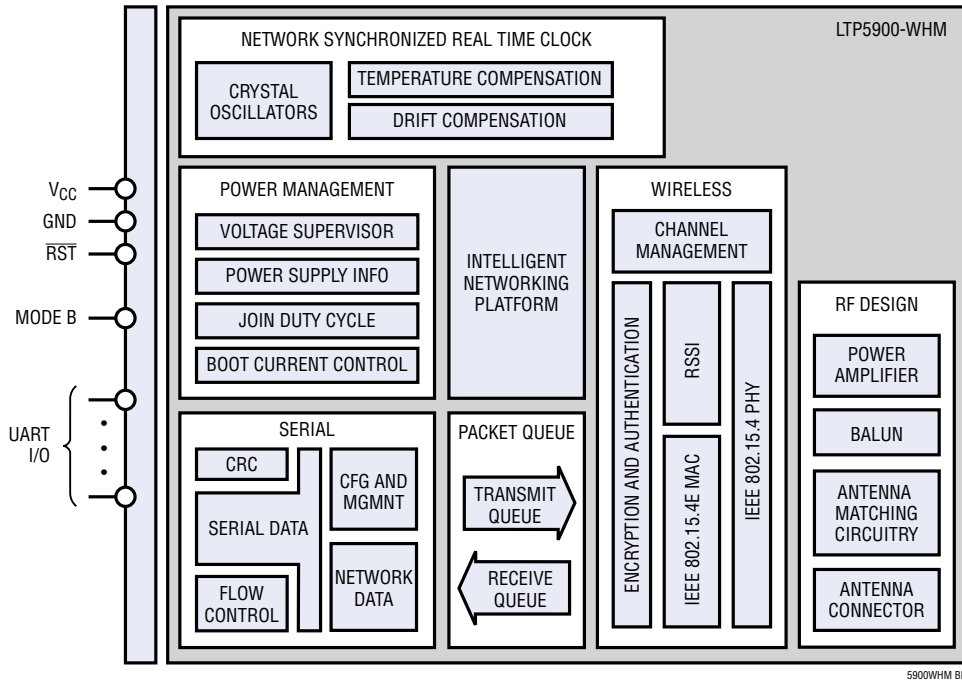 LTP5900-WHM
NETWORK SYNCHRONIZED REAL TIME CLOCK
CRYSTAL
OSCILLATORS
TEMPERATURE COMPENSATION
DRIFT COMPENSATION
VCC
GND
RST
MODE B
UART
I/O
POWER MANAGEMENT
VOLTAGE SUPERVISOR
POWER SUPPLY INFO
JOIN DUTY CYCLE
BOOT CURRENT CONTROL
INTELLIGENT
NETWORKING
PLATFORM
WIRELESS
CHANNEL
MANAGEMENT
ENCRYPTION AND AUTHENTICATION
RSSI
IEEE 802.15.4E MAC
IEEE 802.15.4 PHY
RF DESIGN
POWER
AMPLIFIER
BALUN
ANTENNA
MATCHING
CIRCUITRY
ANTENNA
CONNECTOR
SERIAL
CRC
SERIAL DATA
FLOW
CONTROL
CFG AND
MGMNT
NETWORK
DATA
PACKET QUEUE
TRANSMIT
QUEUE
RECEIVE
QUEUE
5900WHM